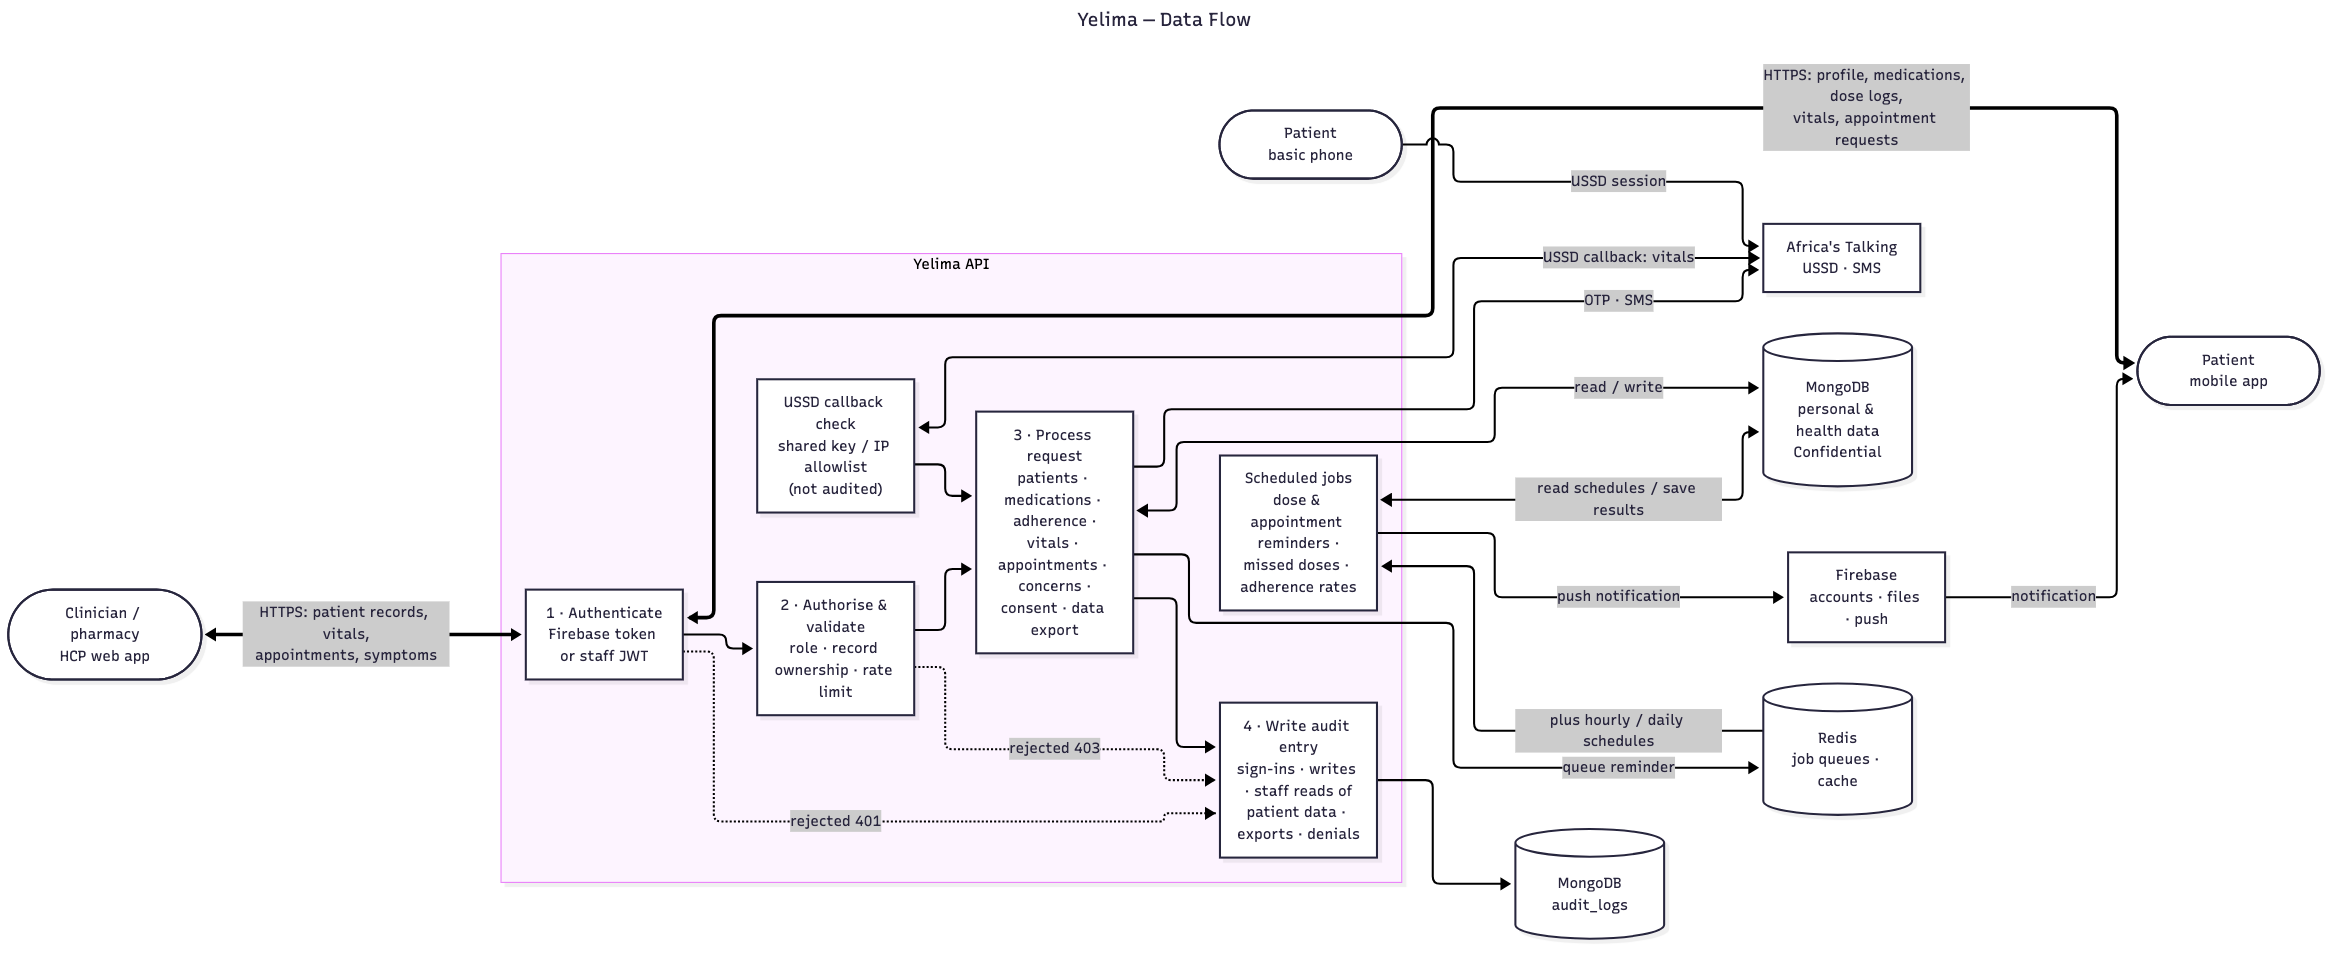 Yelima — Data Flow
HTTPS: profile, medications,
dose logs,
vitals, appointment
requests
Patient
basic phone
USSD session
Africa's Talking
USSD · SMS
USSD callback: vitals
OTP · SMS
Yelima API
Patient
mobile app
MongoDB
personal &
health data
Confidential
read / write
USSD callback
check
shared key / IP
allowlist
(not audited)
3 · Process
request
patients ·
medications ·
adherence ·
vitals ·
appointments ·
concerns ·
consent · data
export
Scheduled jobs
dose &
appointment
reminders ·
missed doses ·
adherence rates
read schedules / save
results
push notification
Firebase
accounts · files
· push
notification
Clinician /
pharmacy
HCP web app
HTTPS: patient records,
vitals,
appointments, symptoms
1 · Authenticate
Firebase token
or staff JWT
2 · Authorise &
validate
role · record
ownership · rate
limit
rejected 403
rejected 401
4 · Write audit
entry
sign-ins · writes
· staff reads of
patient data ·
exports · denials
plus hourly / daily
schedules
queue reminder
Redis
job queues ·
cache
MongoDB
audit_logs